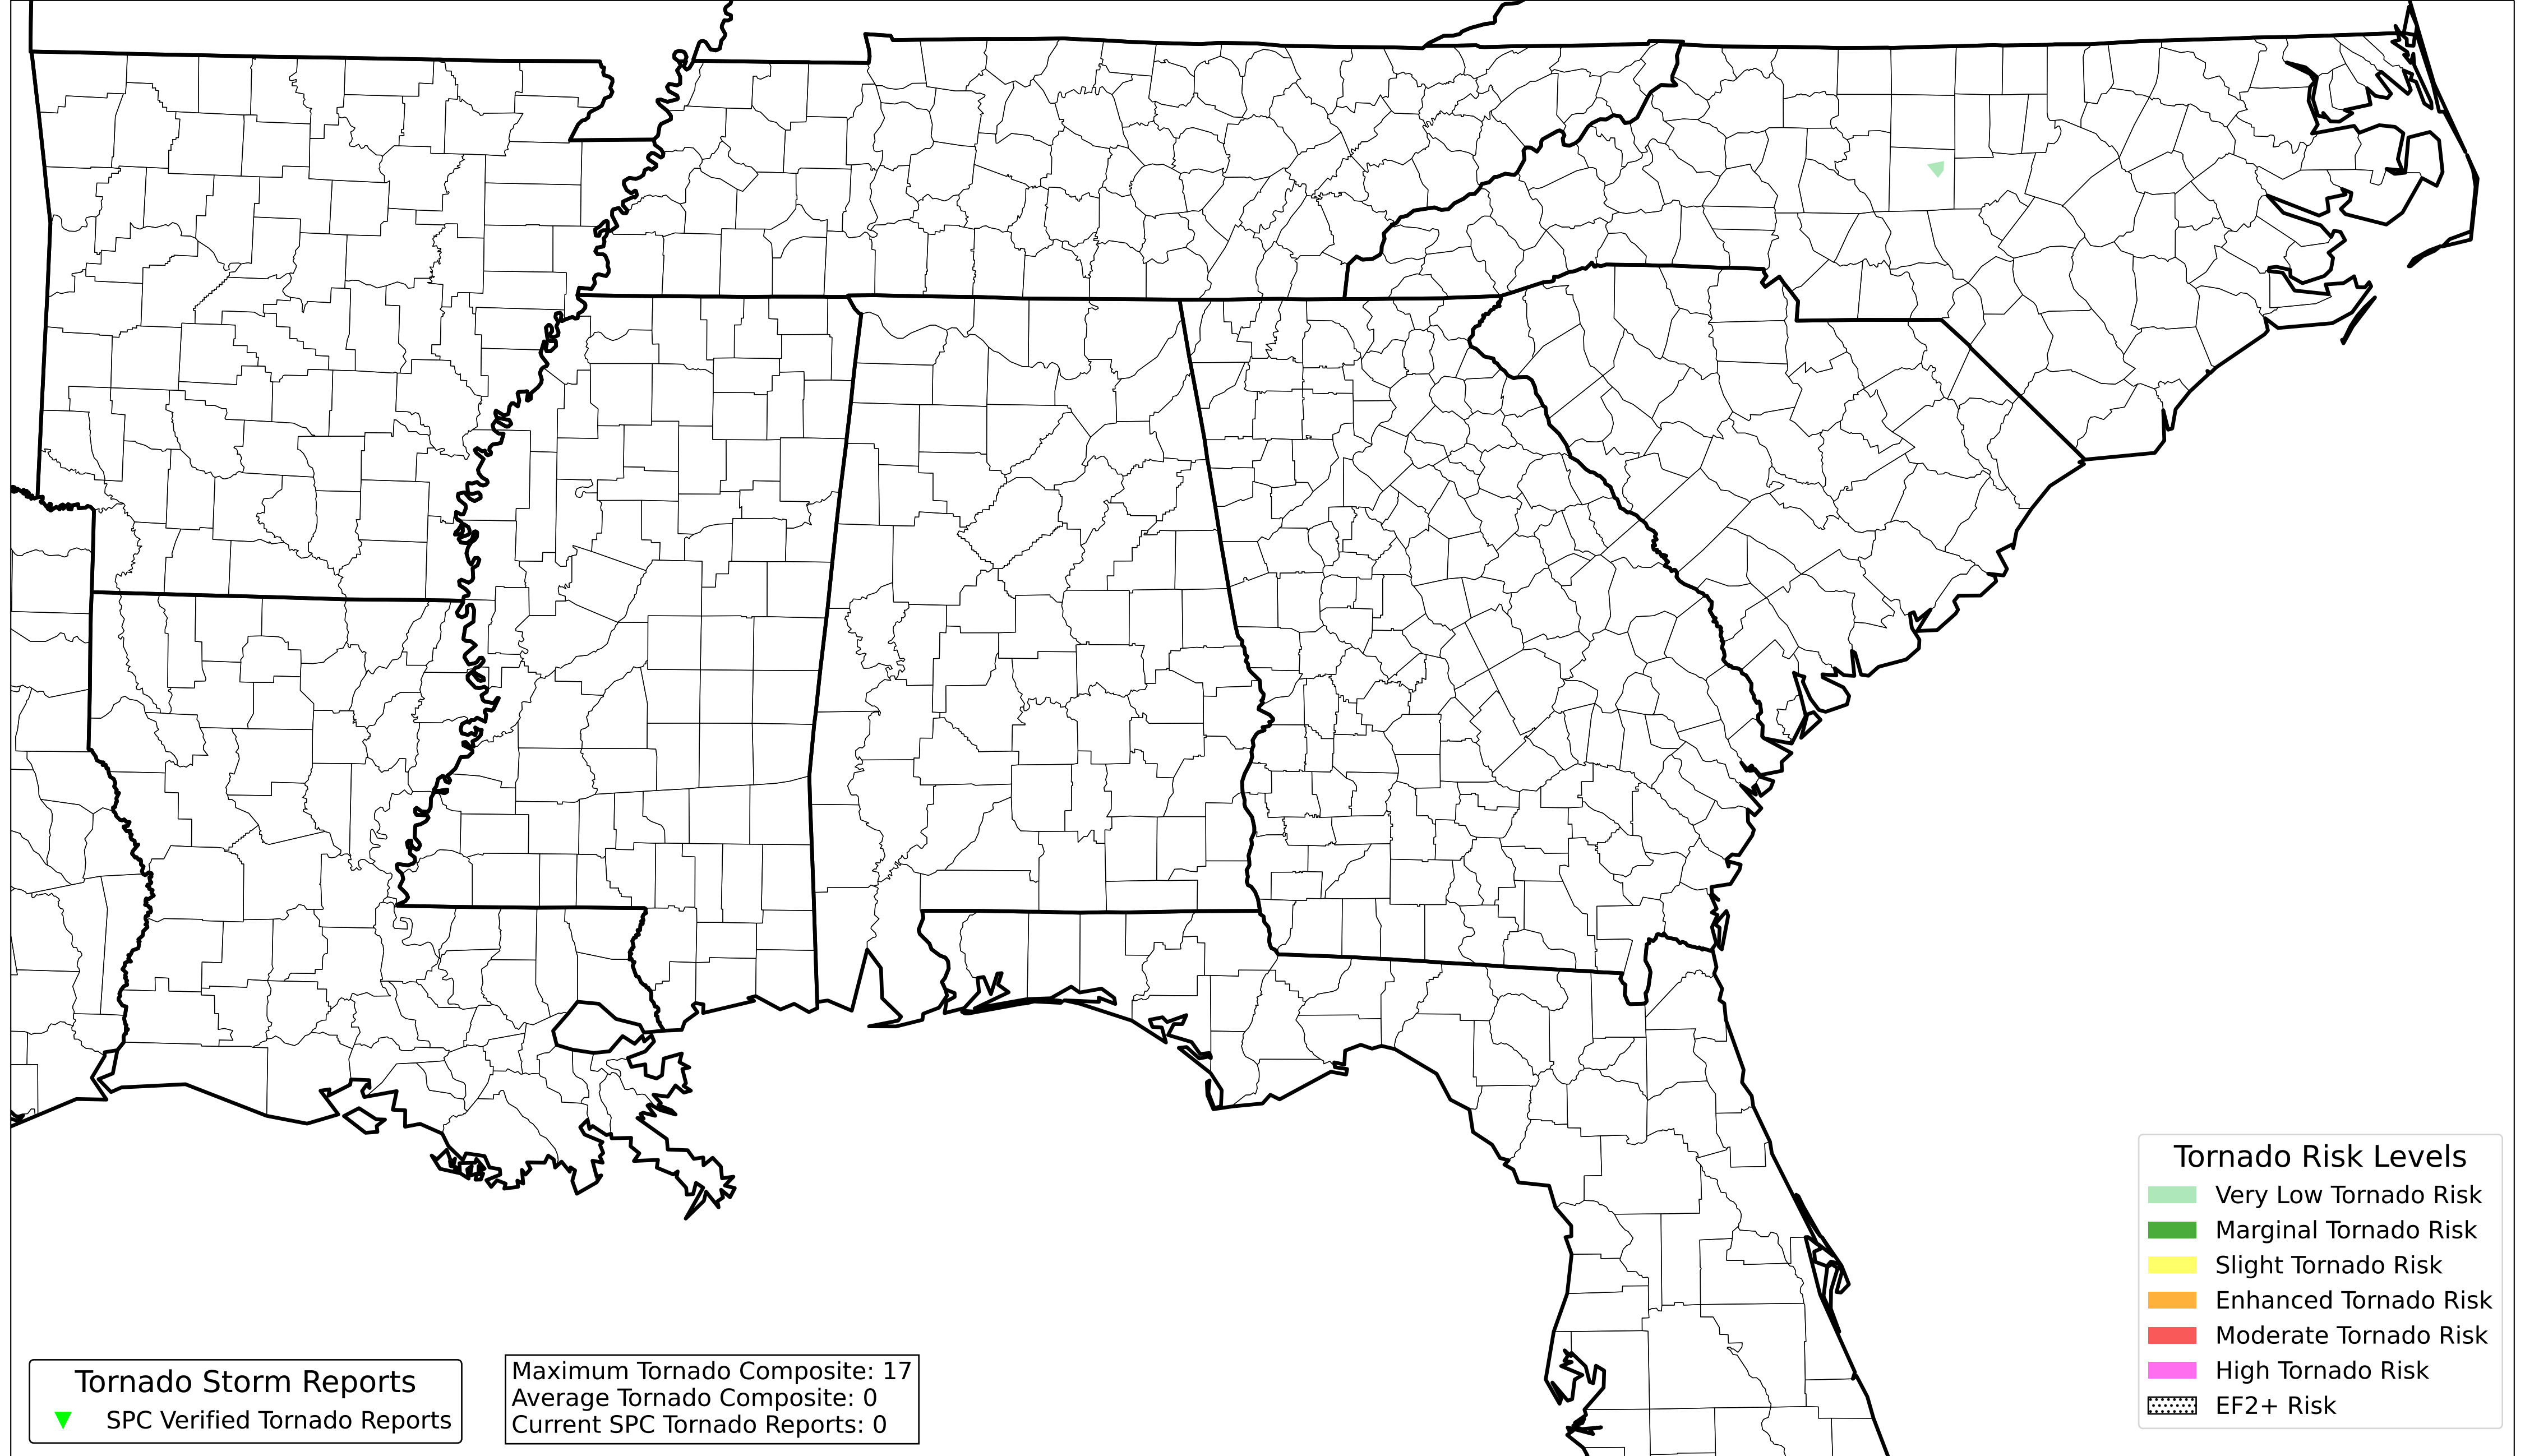 Tornado Risk Levels
Very Low Tornado Risk
Marginal Tornado Risk
Slight Tornado Risk
Enhanced Tornado Risk
Moderate Tornado Risk
High Tornado Risk
EF2+ Risk
Tornado Storm Reports
SPC Verified Tornado Reports
Maximum Tornado Composite: 17
Average Tornado Composite: 0
Current SPC Tornado Reports: 0